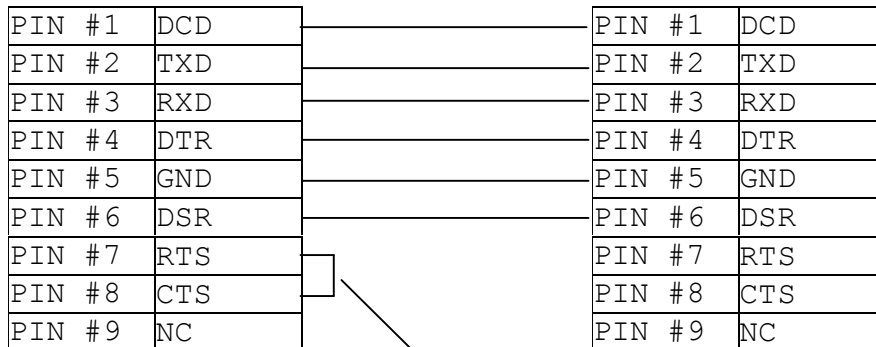 PIN #1 DCD PIN #1 DCD
PIN #2 TXD PIN #2 TXD
PIN #3 RXD PIN #3 RXD
PIN #4 DTR PIN #4 DTR
PIN #5 GND PIN #5 GND
PIN #6 DSR PIN #6 DSR
PIN #7 RTS PIN #7 RTS
PIN #8 CTS PIN #8 CTS
PIN #9 NC PIN #9 NC